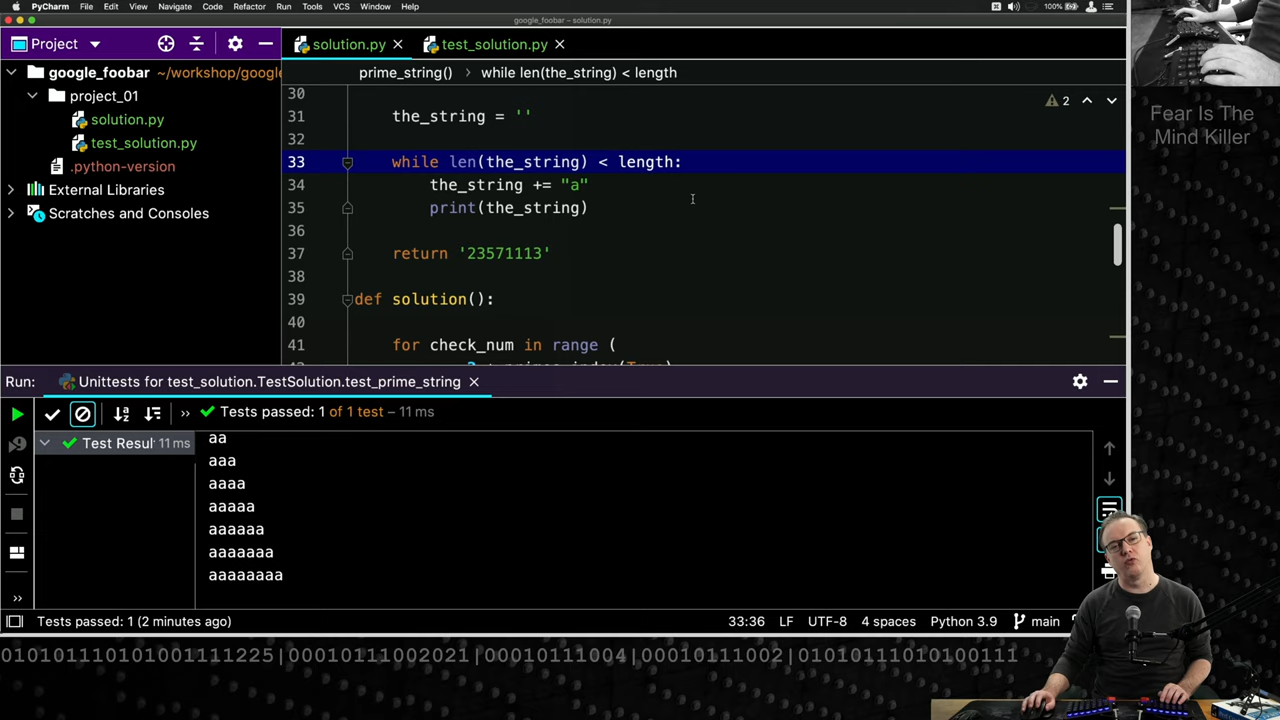 PyCharm File Edit View Navigate Code Refactor Run Tools VCS Window Help 100%
google_foobar – solution.py
Project solution.py test_solution.py
google_foobar ~/workshop/google
project_01
solution.py
test_solution.py
.python-version
External Libraries
Scratches and Consoles
prime_string() while len(the_string) < length
2
30
31 the_string = ''
32
33 while len(the_string) < length:
34 the_string += "a"
35 print(the_string)
36
37 return '23571113'
38
39 def solution():
40
41 for check_num in range (
Fear Is The
Mind Killer
Run: Unittests for test_solution.TestSolution.test_prime_string
Tests passed: 1 of 1 test – 11 ms
Test Resul 11 ms
aa
aaa
aaaa
aaaaa
aaaaaa
aaaaaaa
aaaaaaaa
Tests passed: 1 (2 minutes ago) 33:36 LF UTF-8 4 spaces Python 3.9 main
010101110101001111225|000101110002021|00010111004|00010111002|010101110101001​11